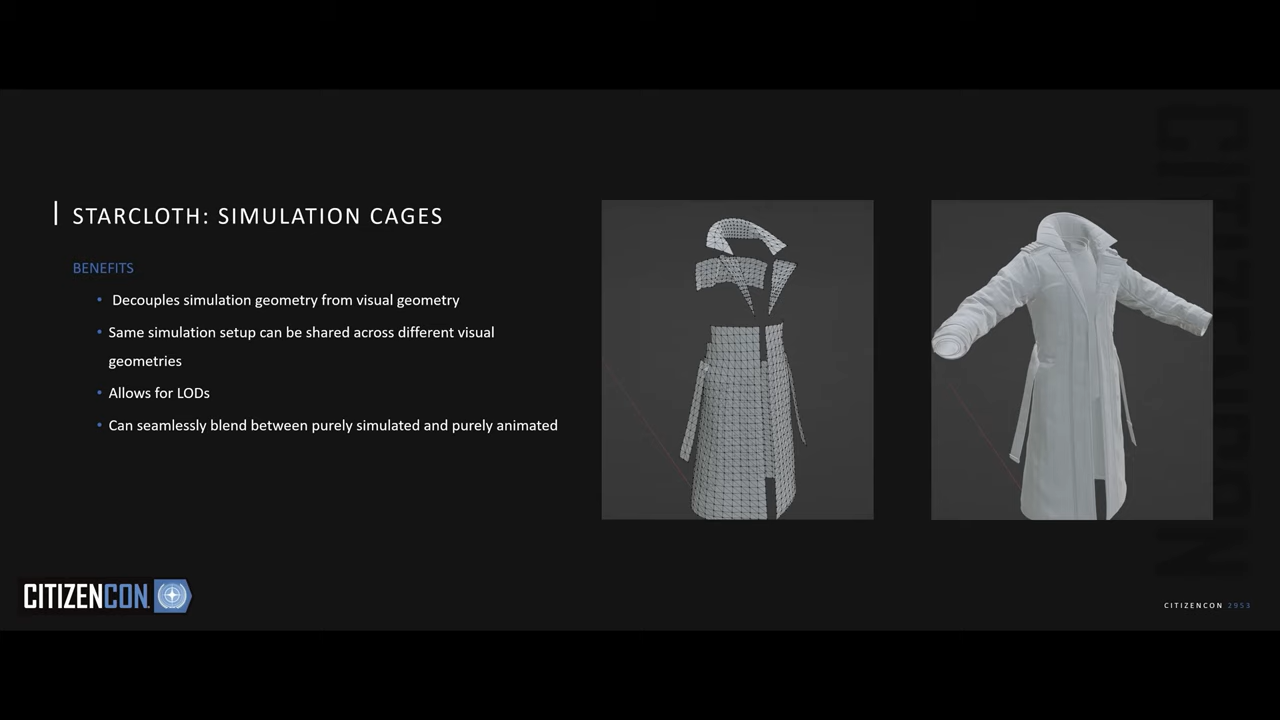 STARCLOTH: SIMULATION CAGES
BENEFITS
• Decouples simulation geometry from visual geometry
• Same simulation setup can be shared across different visual
geometries
• Allows for LODs
• Can seamlessly blend between purely simulated and purely animated
CITIZENCON
CITIZENCON
CITIZENCON 2953